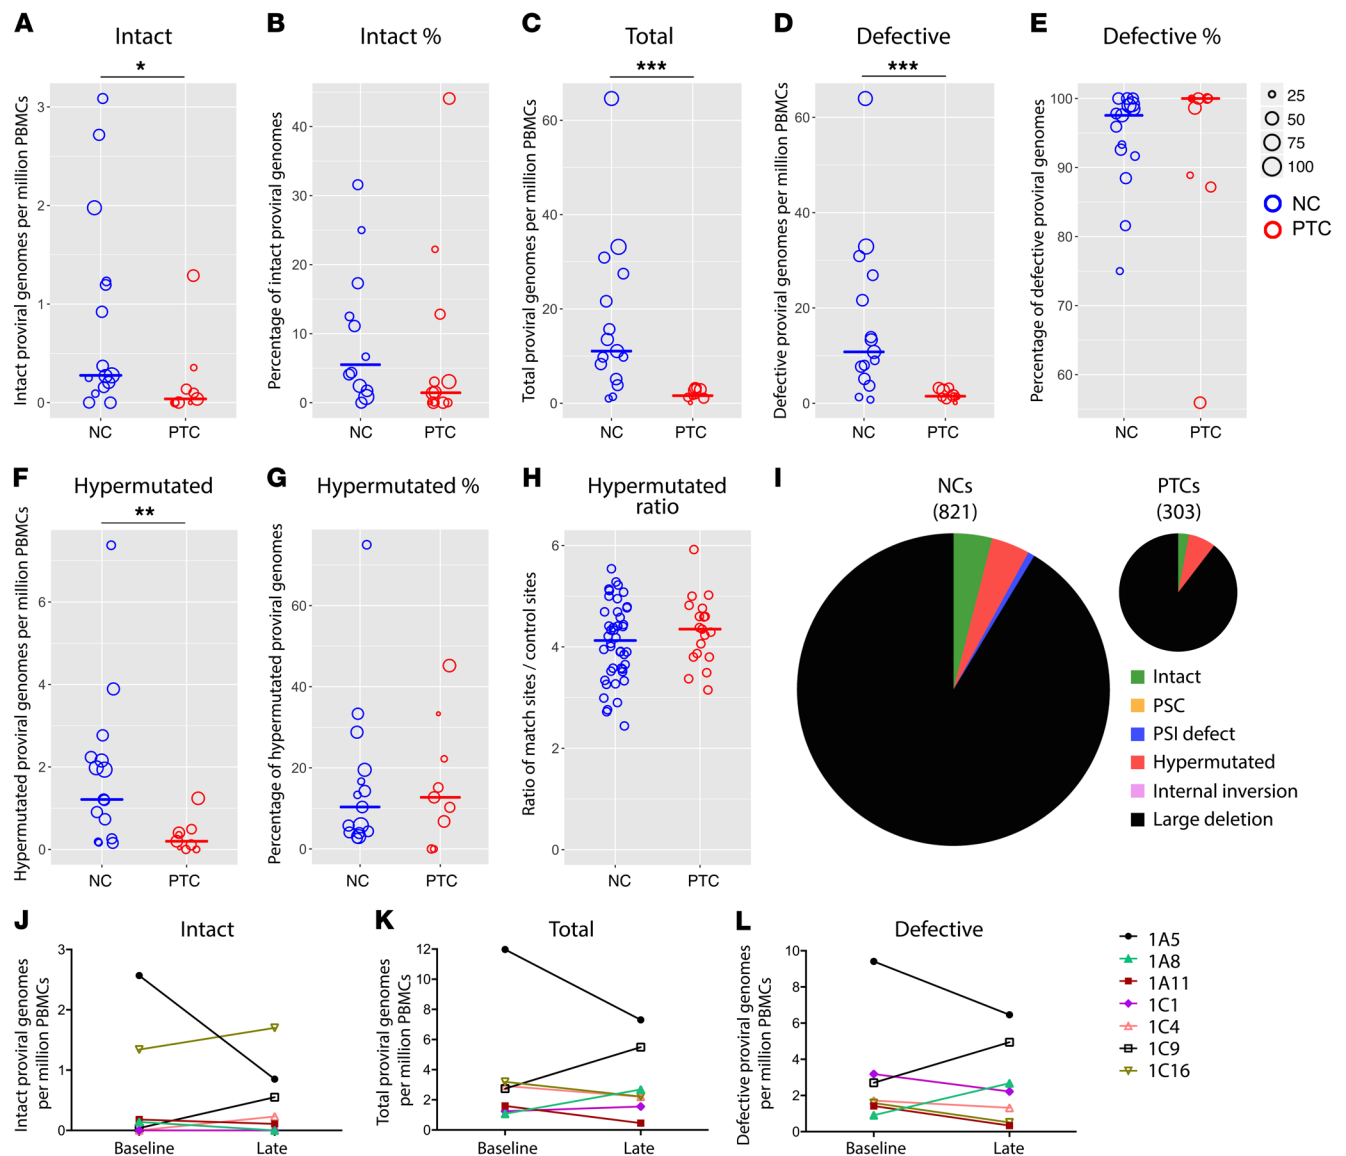 A
Intact
*
Intact proviral genomes per million PBMCs
3
2
1
0
NC
PTC
B
Intact %
Percentage of intact proviral genomes
40
30
20
10
0
NC
PTC
C
Total
***
Total proviral genomes per million PBMCs
60
40
20
0
NC
PTC
D
Defective
***
Defective proviral genomes per million PBMCs
60
40
20
0
NC
PTC
E
Defective %
Percentage of defective proviral genomes
100
90
80
70
60
NC
PTC
25
50
75
100
NC
PTC
F
Hypermutated
**
Hypermutated proviral genomes per million PBMCs
6
4
2
0
NC
PTC
G
Hypermutated %
Percentage of hypermutated proviral genomes
60
40
20
0
NC
PTC
H
Hypermutated
ratio
Ratio of match sites / control sites
6
4
2
0
NC
PTC
I
NCs
(821)
PTCs
(303)
Intact
PSC
PSI defect
Hypermutated
Internal inversion
Large deletion
J
Intact
Intact proviral genomes
per million PBMCs
3
2
1
0
Baseline
Late
K
Total
Total proviral genomes
per million PBMCs
12
10
8
6
4
2
0
Baseline
Late
L
Defective
Defective proviral genomes
per million PBMCs
10
8
6
4
2
0
Baseline
Late
1A5
1A8
1A11
1C1
1C4
1C9
1C16